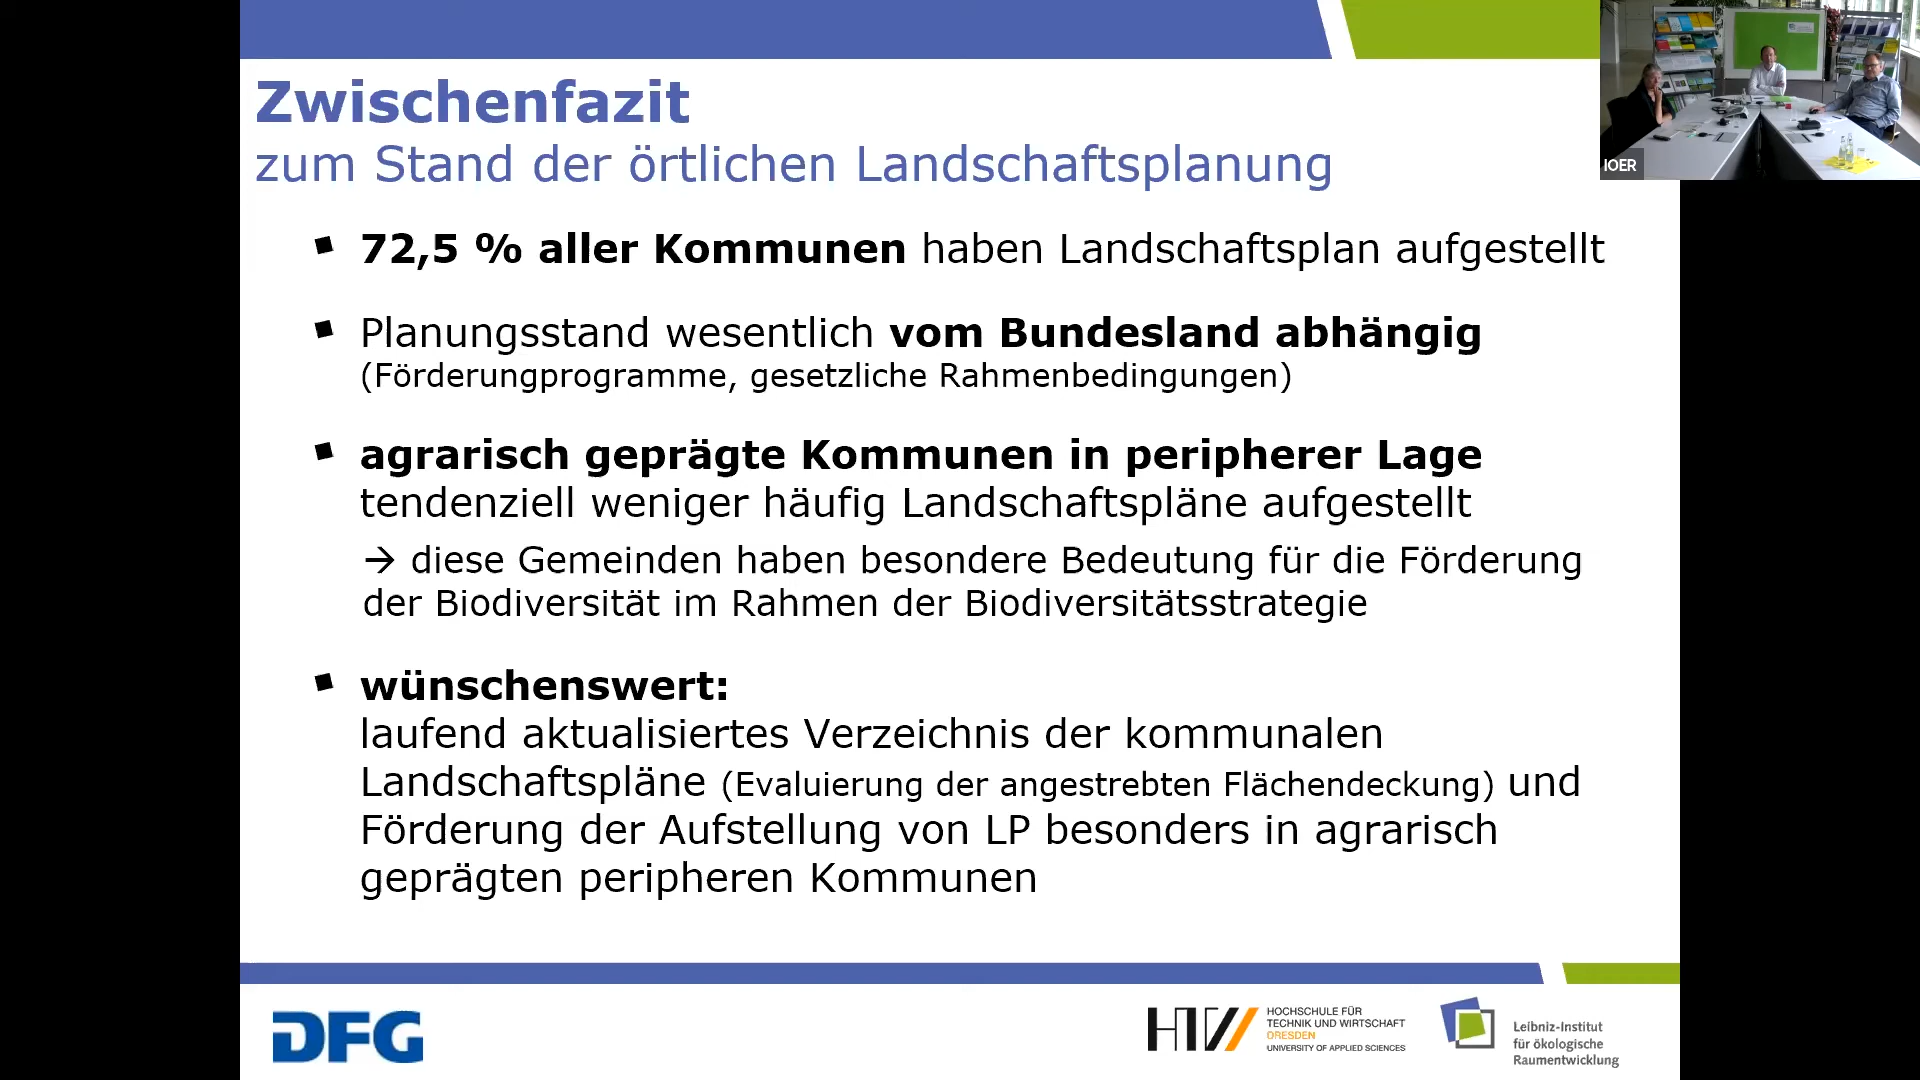 Zwischenfazit
zum Stand der örtlichen Landschaftsplanung
72,5 % aller Kommunen haben Landschaftsplan aufgestellt
Planungsstand wesentlich vom Bundesland abhängig
(Förderungprogramme, gesetzliche Rahmenbedingungen)
agrarisch geprägte Kommunen in peripherer Lage
tendenziell weniger häufig Landschaftspläne aufgestellt
→ diese Gemeinden haben besondere Bedeutung für die Förderung
der Biodiversität im Rahmen der Biodiversitätsstrategie
wünschenswert:
laufend aktualisiertes Verzeichnis der kommunalen
Landschaftspläne (Evaluierung der angestrebten Flächendeckung) und
Förderung der Aufstellung von LP besonders in agrarisch
geprägten peripheren Kommunen
IOER
DFG
HTW
HOCHSCHULE FÜR
TECHNIK UND WIRTSCHAFT
DRESDEN
UNIVERSITY OF APPLIED SCIENCES
Leibniz-Institut
für ökologische
Raumentwicklung